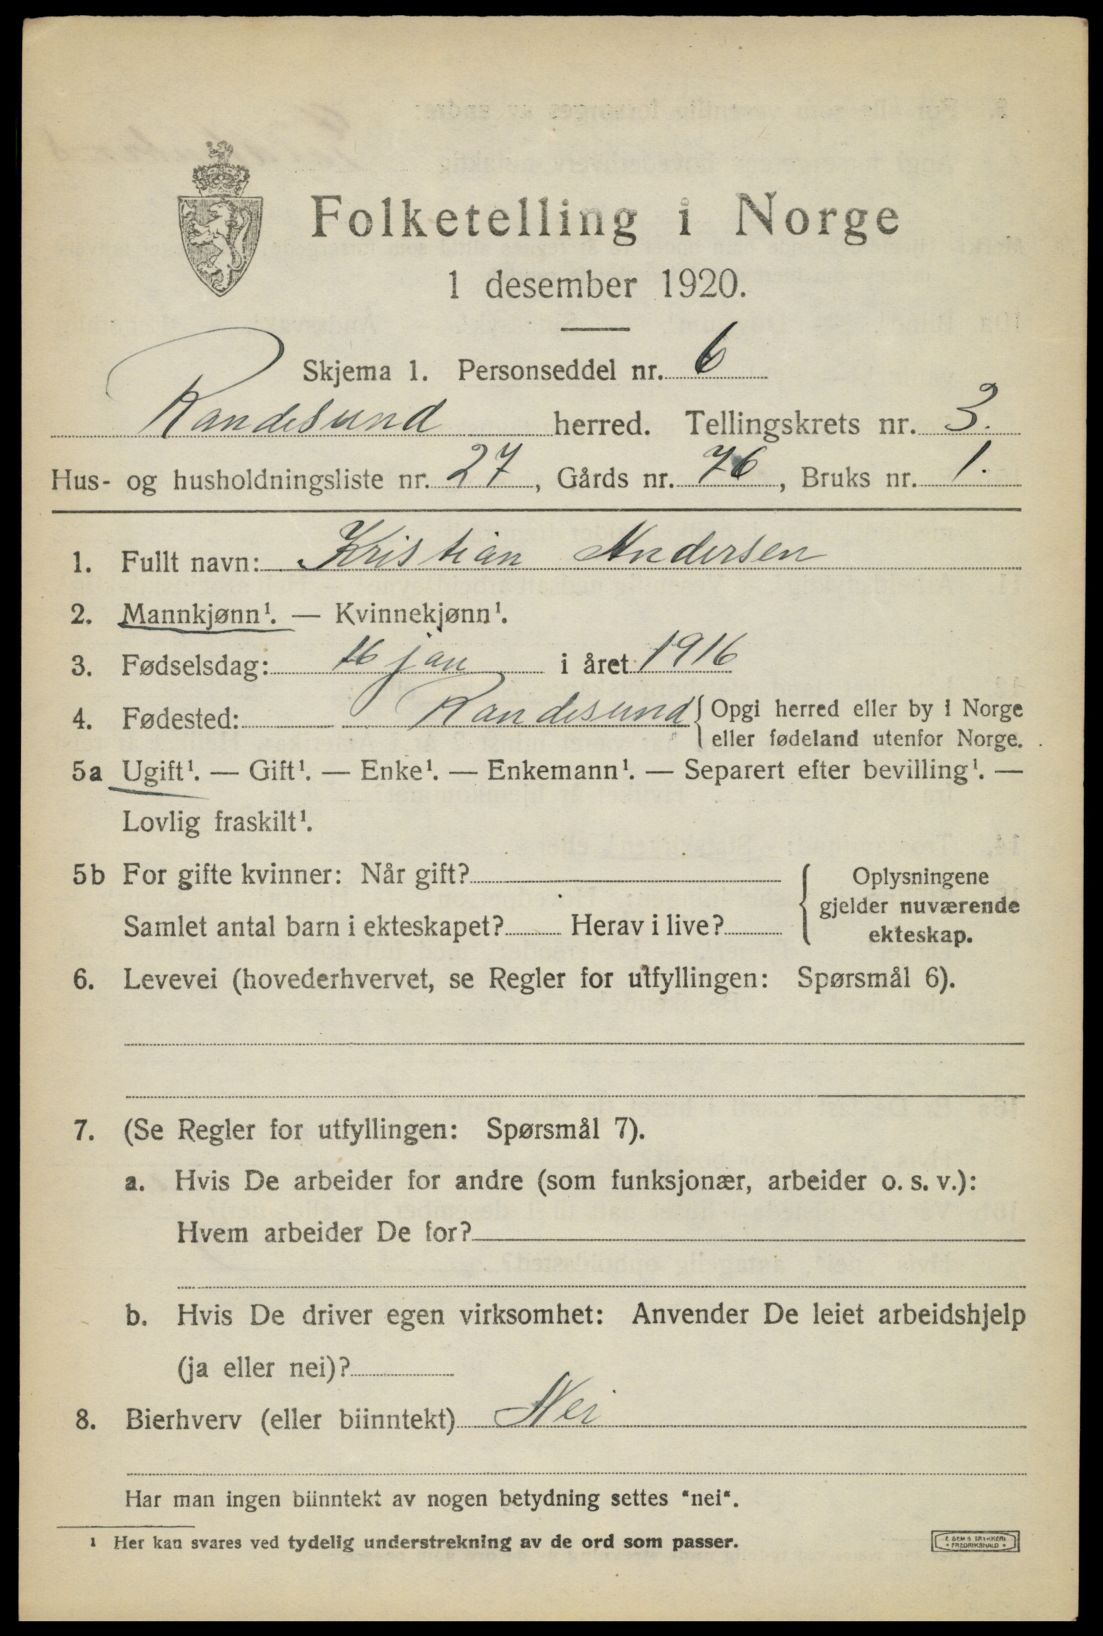 Folketelling i Norge
1 desember 1920.
Skjema 1. Personseddel nr. 6
Randesund herred. Tellingskrets nr. 3.
Hus- og husholdningsliste nr. 27, Gårds nr. 76, Bruks nr. 1.
1. Fullt navn: Kristian Andersen
2. Mannkjønn¹. — Kvinnekjønn¹.
3. Fødselsdag: 16 jan i året 1916
4. Fødested: Randesund { Opgi herred eller by i Norge
eller fødeland utenfor Norge.
5a Ugift¹. — Gift¹. — Enke¹. — Enkemann¹. — Separert efter bevilling¹. —
Lovlig fraskilt¹.
5b For gifte kvinner: Når gift?
Samlet antal barn i ekteskapet? Herav i live?
{ Oplysningene
gjelder nuværende
ekteskap.
6. Levevei (hovederhvervet, se Regler for utfyllingen: Spørsmål 6).
7. (Se Regler for utfyllingen: Spørsmål 7).
a. Hvis De arbeider for andre (som funksjonær, arbeider o. s. v.):
Hvem arbeider De for?
b. Hvis De driver egen virksomhet: Anvender De leiet arbeidshjelp
(ja eller nei)?
8. Bierhverv (eller biinntekt) Nei
Har man ingen biinntekt av nogen betydning settes "nei".
¹ Her kan svares ved tydelig understrekning av de ord som passer.